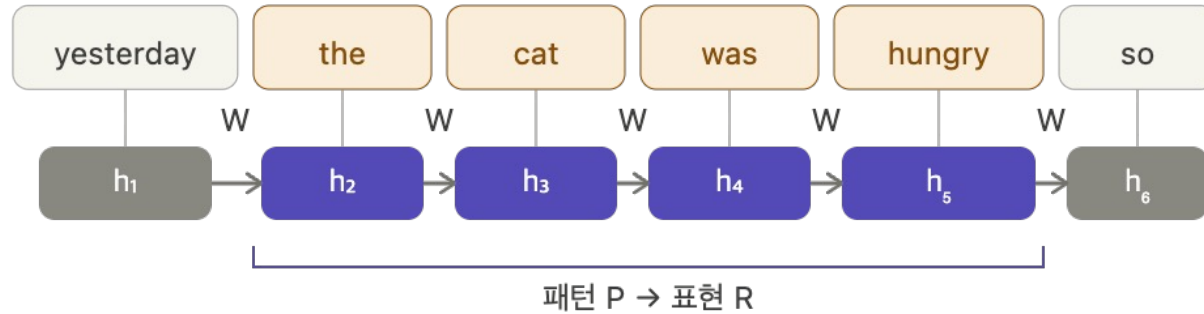 yesterday the cat was hungry so
W W W W W
h₁ h₂ h₃ h₄ h₅ h₆
패턴 P → 표현 R